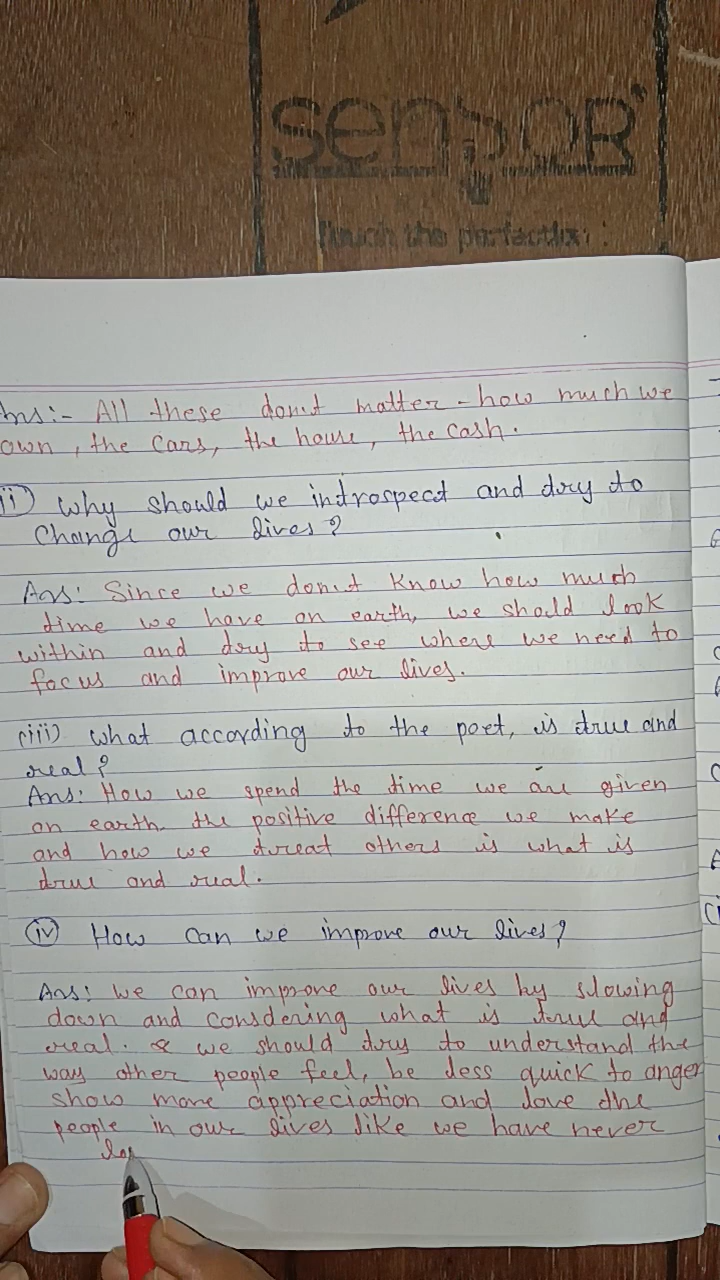 SENSOR
Touch the perfection
Ans:- All these don't matter - how much we
own, the cars, the house, the cash.
ii) Why should we introspect and try to
change our lives?
Ans: Since we don't know how much
time we have on earth, we should look
within and try to see where we need to
focus and improve our lives.
(iii) what according to the poet, is true and
real?
Ans: How we spend the time we are given
on earth the positive difference we make
and how we treat others is what is
true and real.
(iv) How can we improve our lives?
Ans: we can improve our lives by slowing
down and consdering what is true and
real. & we should try to understand the
way other people feel, be less quick to anger
show more appreciation and love the
people in our lives like we have never